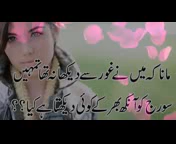 مانا کہ میں نے غور سے دیکھا نہ تھا تمہیں
سورج کو آنکھ بھر کے کوئی دیکھتا ہے کیا؟؟